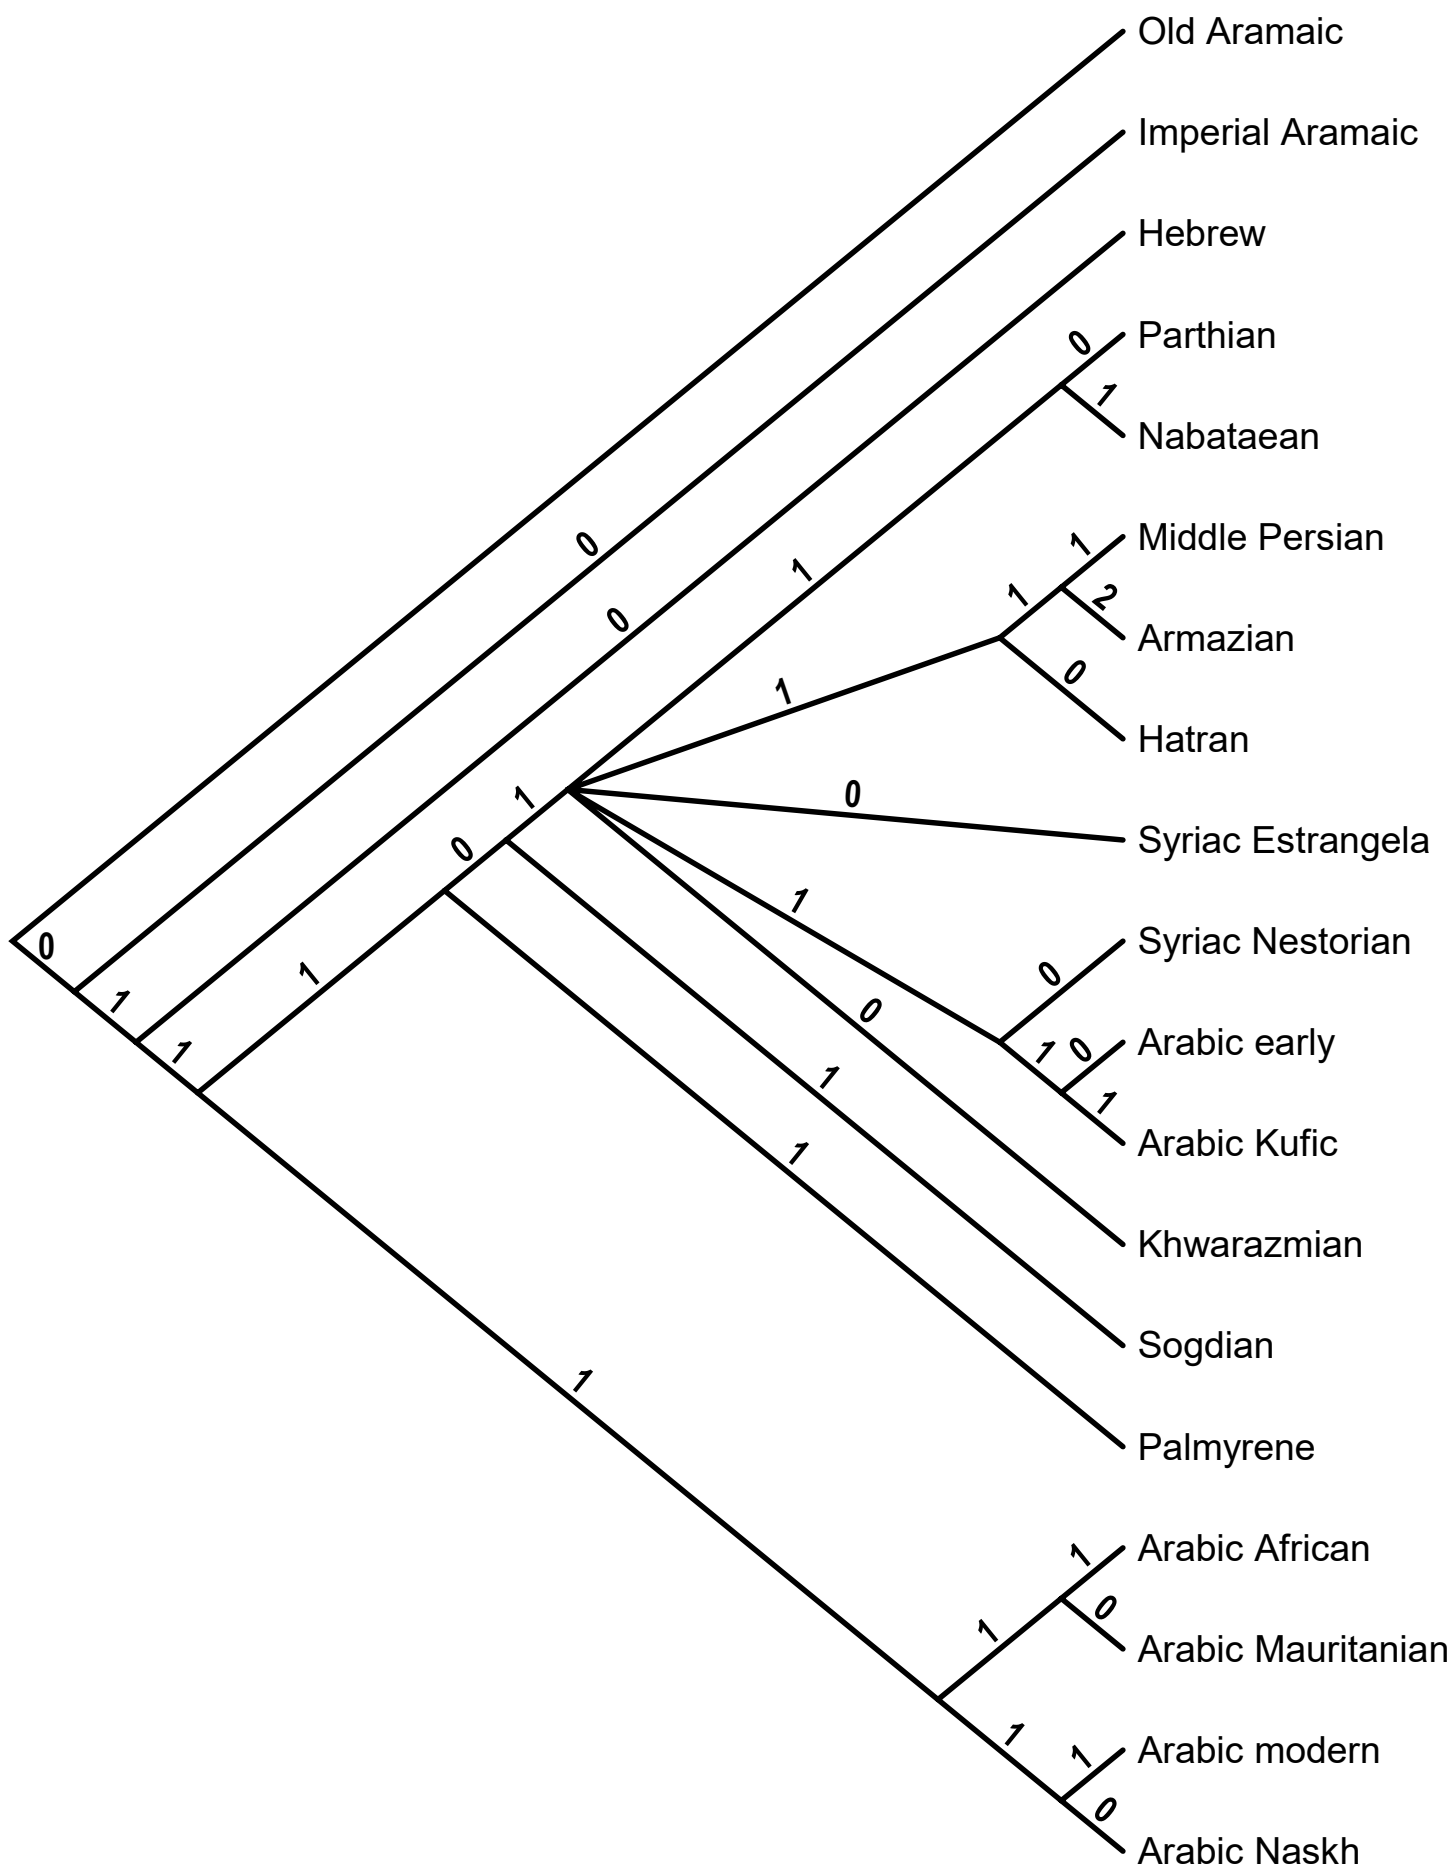 Old Aramaic
Imperial Aramaic
Hebrew
0
Parthian
1
Nabataean
1
Middle Persian
0
1
1
2
0
Armazian
1
0
Hatran
1
0
Syriac Estrangela
0
1
Syriac Nestorian
0
1
0
1
0
1
0
Arabic early
1
1
Arabic Kufic
1
1
Khwarazmian
Sogdian
1
Palmyrene
1
Arabic African
0
1
Arabic Mauritanian
1
1
Arabic modern
0
Arabic Naskh